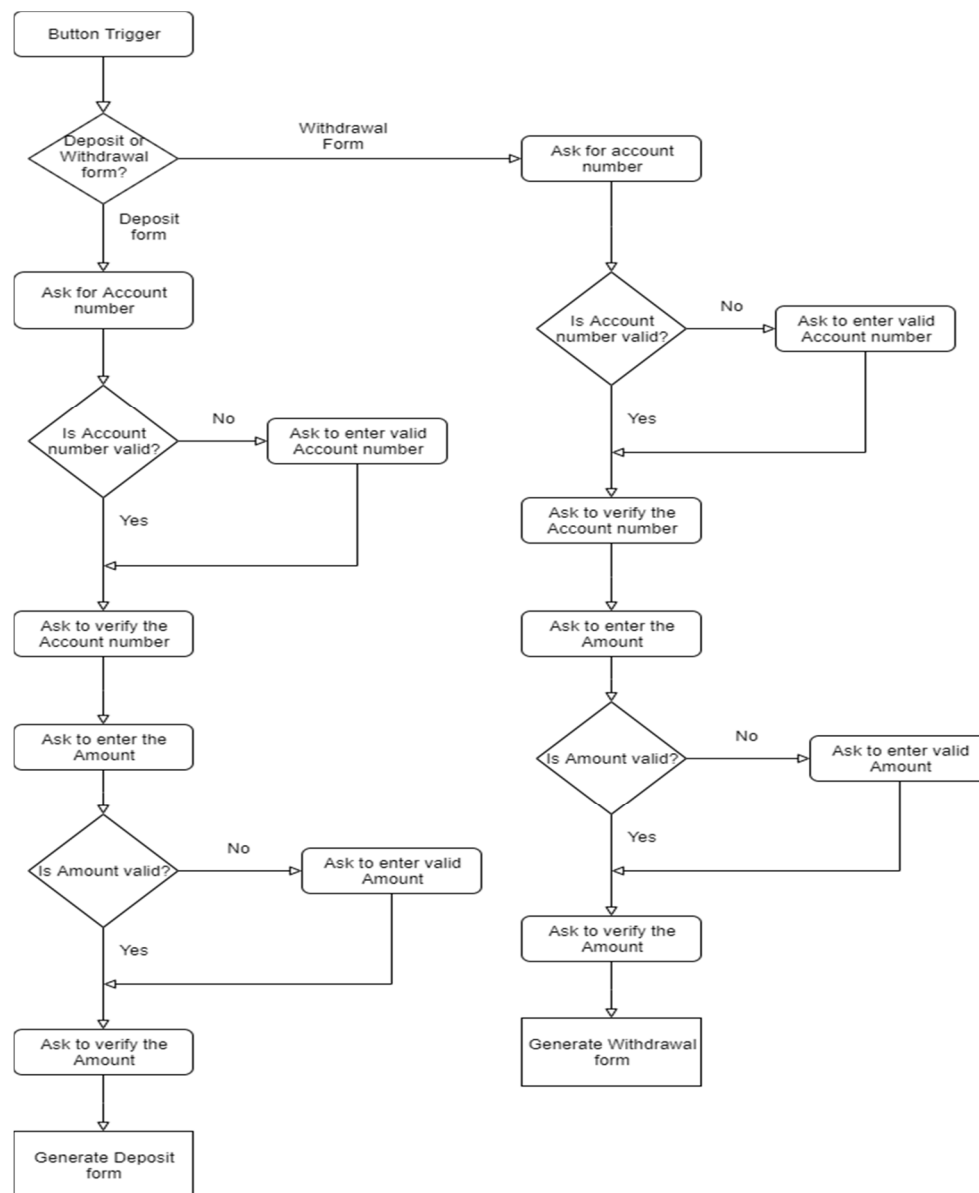 Button Trigger
Deposit or
Withdrawal
form?
Withdrawal
Form
Deposit
form
Ask for Account
number
Is Account
number valid?
No
Ask to enter valid
Account number
Yes
Ask to verify the
Account number
Ask to enter the
Amount
Is Amount valid?
No
Ask to enter valid
Amount
Yes
Ask to verify the
Amount
Generate Deposit
form
Ask for account
number
Is Account
number valid?
No
Ask to enter valid
Account number
Yes
Ask to verify the
Account number
Ask to enter the
Amount
Is Amount valid?
No
Ask to enter valid
Amount
Yes
Ask to verify the
Amount
Generate Withdrawal
form